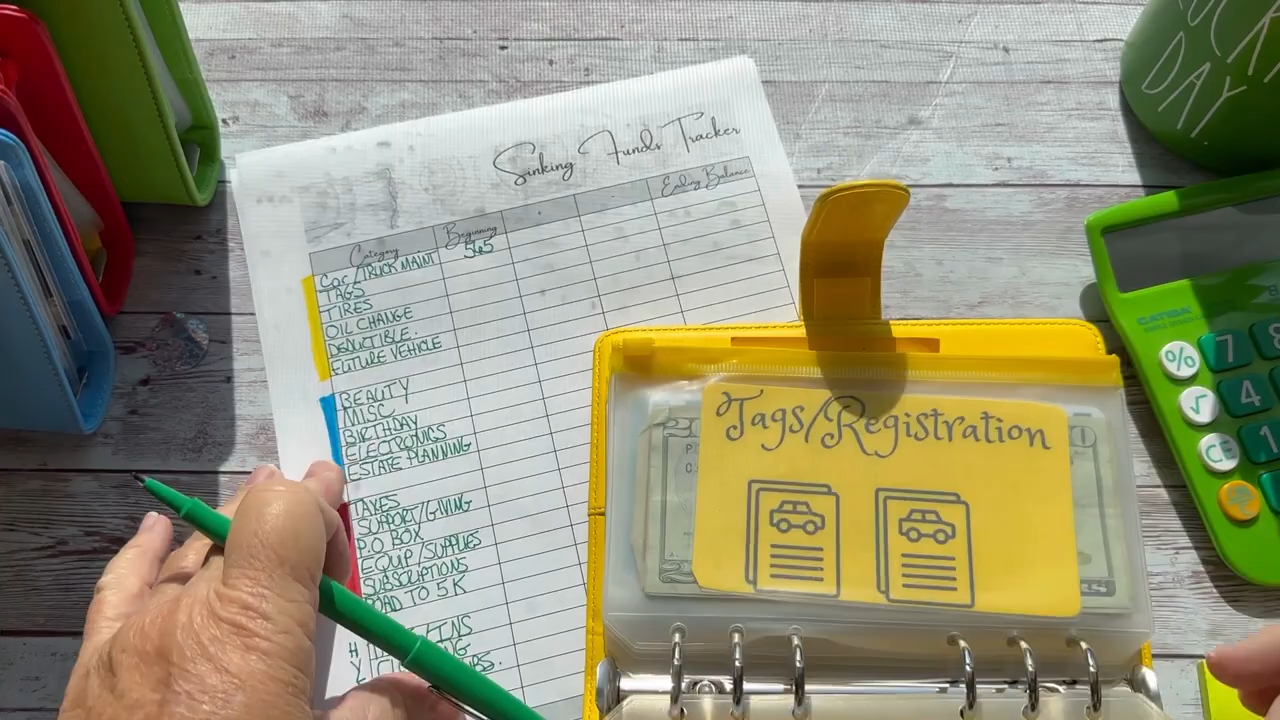 Sinking Funds Tracker
Category Beginning Ending Balance
Car/TRUCK MAINT 565
TAGS
TIRES
OIL CHANGE
DEDUCTIBLE.
FUTURE VEHICLE
BEAUTY
MISC
BIRTHDAY
ELECTRONICS
ESTATE PLANNING
TAXES
SUPPORT/GIVING
P.O BOX
EQUIP/SUPPLIES
SUBSCRIPTIONS
ROAD TO 5K
Tags/Registration
DAY
CATIGA
%
7
8
√
4
CE
1